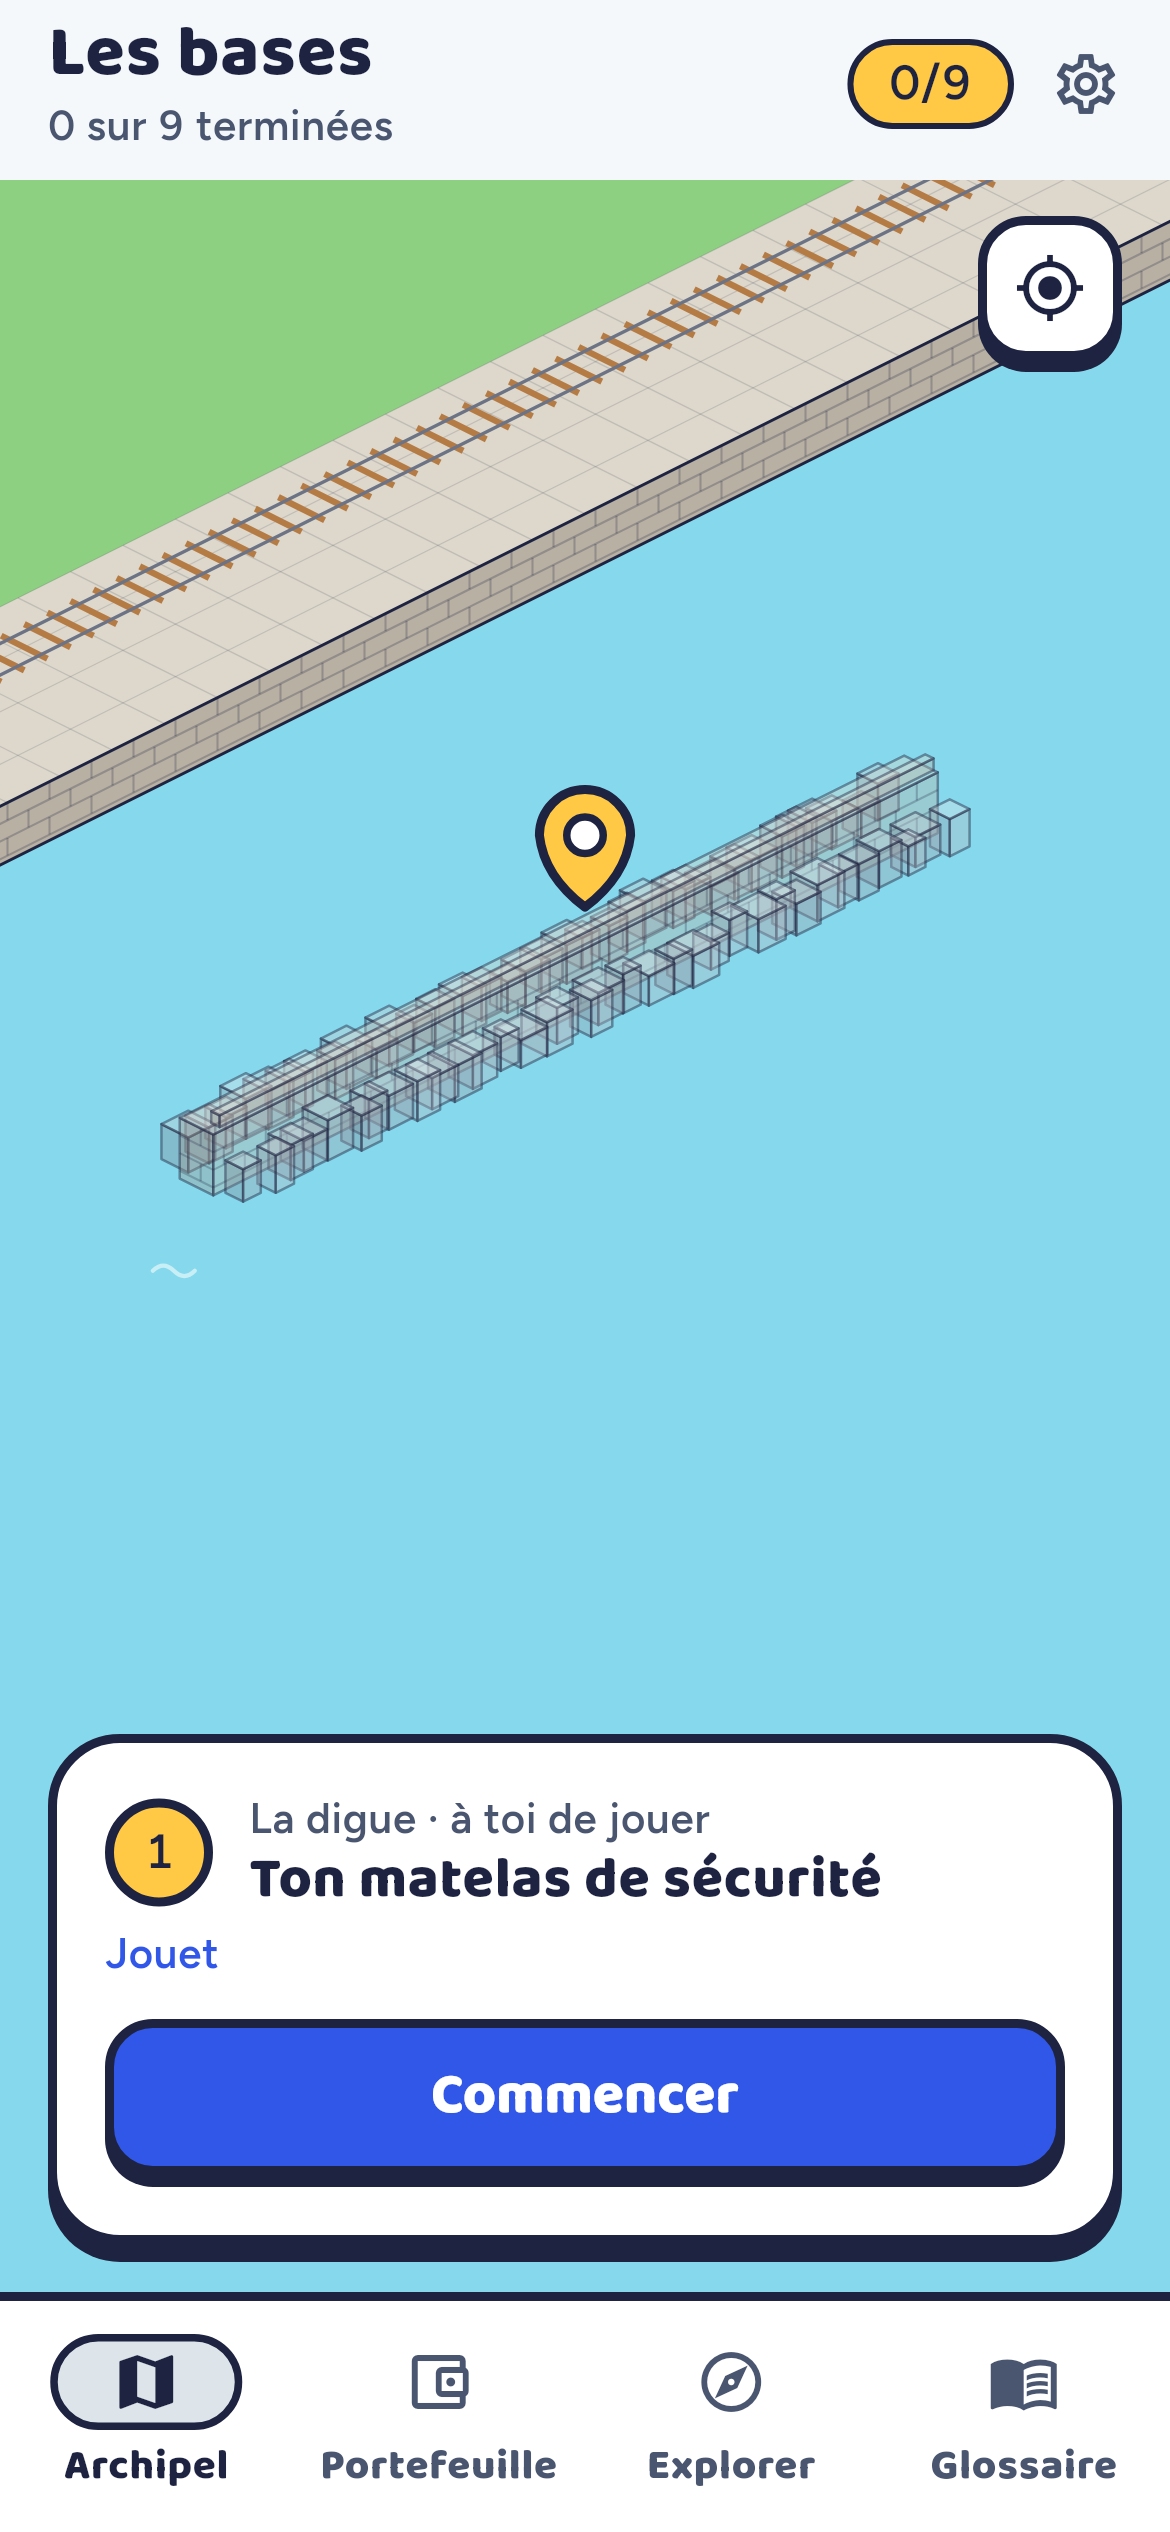 Les bases
0 sur 9 terminées
0/9
La digue · à toi de jouer
1
Ton matelas de sécurité
Jouet
Commencer
Archipel
Portefeuille
Explorer
Glossaire